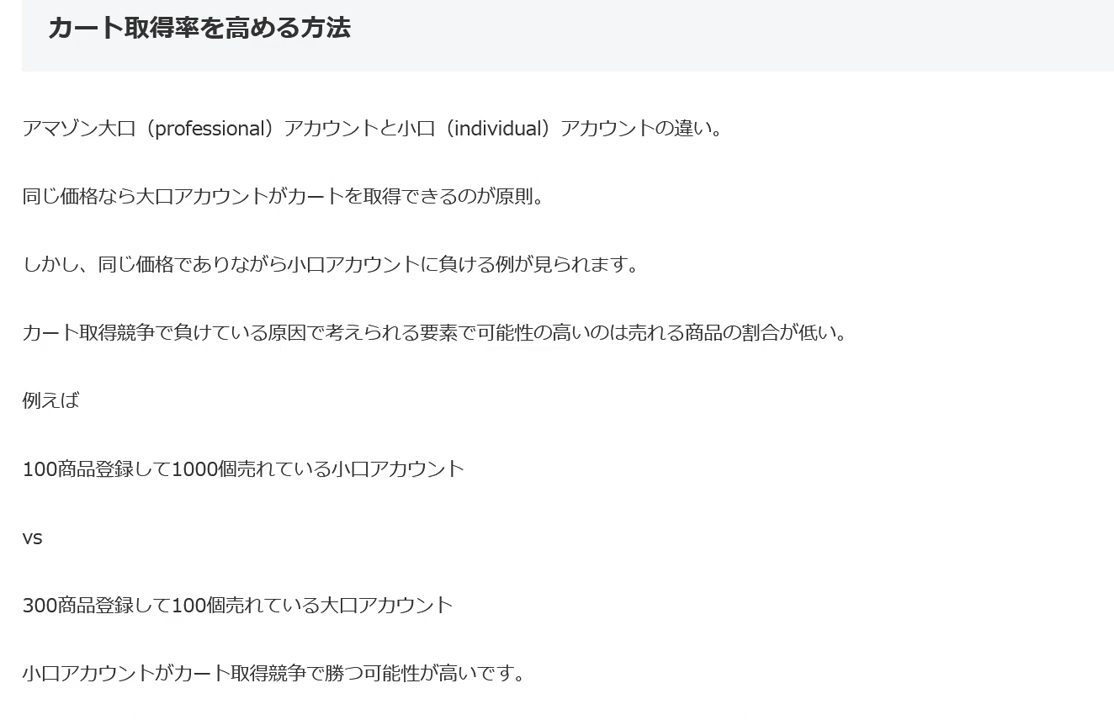 カート取得率を高める方法
アマゾン大口（professional）アカウントと小口（individual）アカウントの違い。
同じ価格なら大口アカウントがカートを取得できるのが原則。
しかし、同じ価格でありながら小口アカウントに負ける例が見られます。
カート取得競争で負けている原因で考えられる要素で可能性の高いのは売れる商品の割合が低い。
例えば
100商品登録して1000個売れている小口アカウント
vs
300商品登録して100個売れている大口アカウント
小口アカウントがカート取得競争で勝つ可能性が高いです。